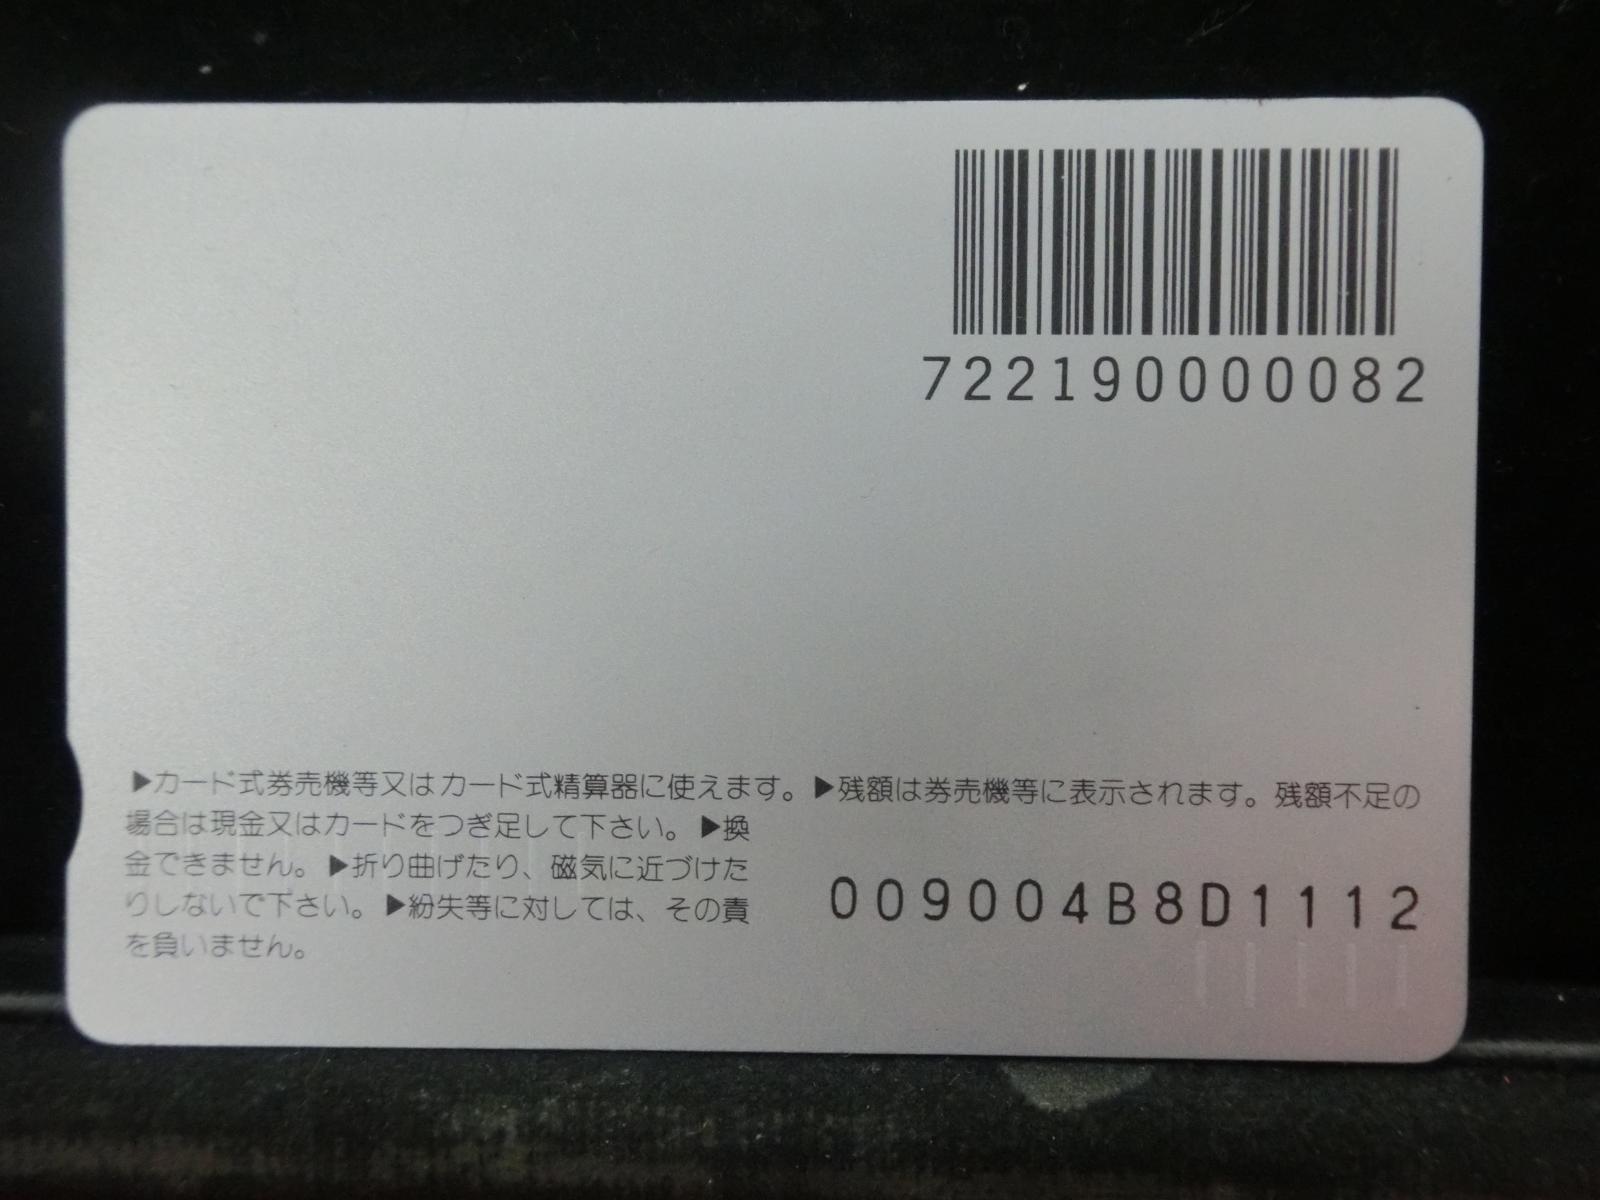 722190000082
▶カード式券売機等又はカード式精算器に使えます。▶残額は券売機等に表示されます。残額不足の
場合は現金又はカードをつぎ足して下さい。▶換
金できません。▶折り曲げたり、磁気に近づけた
りしないで下さい。▶紛失等に対しては、その責
を負いません。
009004B8D1112